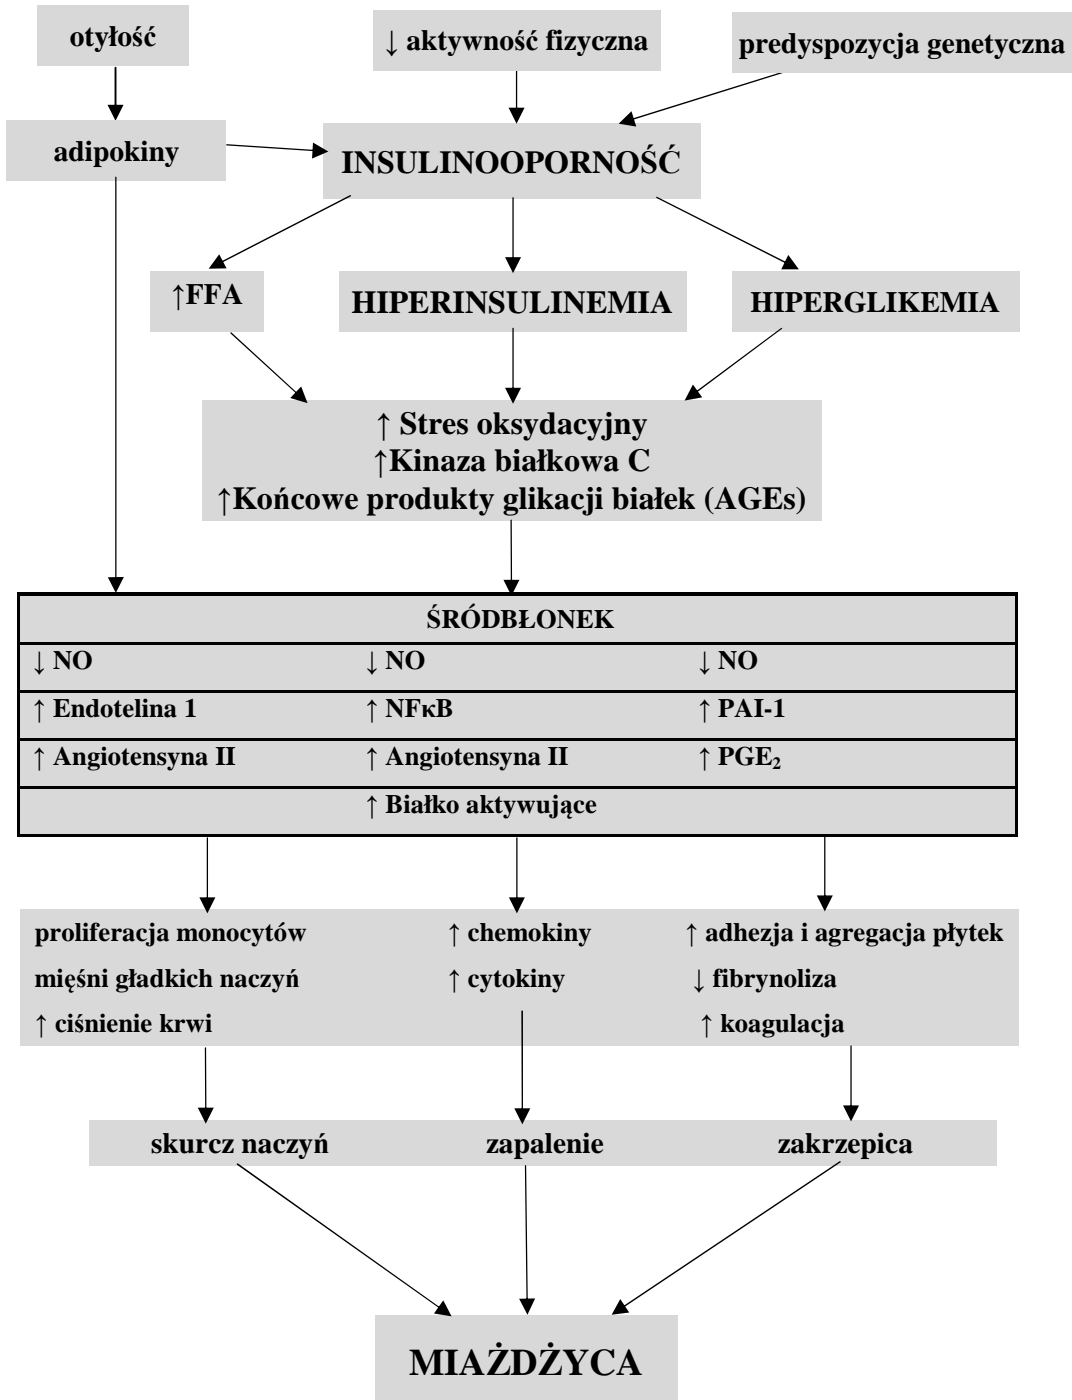 otyłość
↓ aktywność fizyczna
predyspozycja genetyczna
adipokiny
INSULINOOPORNOŚĆ
↑FFA
HIPERINSULINEMIA
HIPERGLIKEMIA
↑ Stres oksydacyjny
↑Kinaza białkowa C
↑Końcowe produkty glikacji białek (AGEs)
ŚRÓDBŁONEK
↓ NO ↓ NO ↓ NO
↑ Endotelina 1 ↑ NFκB ↑ PAI-1
↑ Angiotensyna II ↑ Angiotensyna II ↑ PGE₂
↑ Białko aktywujące
proliferacja monocytów ↑ chemokiny ↑ adhezja i agregacja płytek
mięśni gładkich naczyń ↑ cytokiny ↓ fibrynoliza
↑ ciśnienie krwi ↑ koagulacja
skurcz naczyń zapalenie zakrzepica
MIAŻDŻYCA